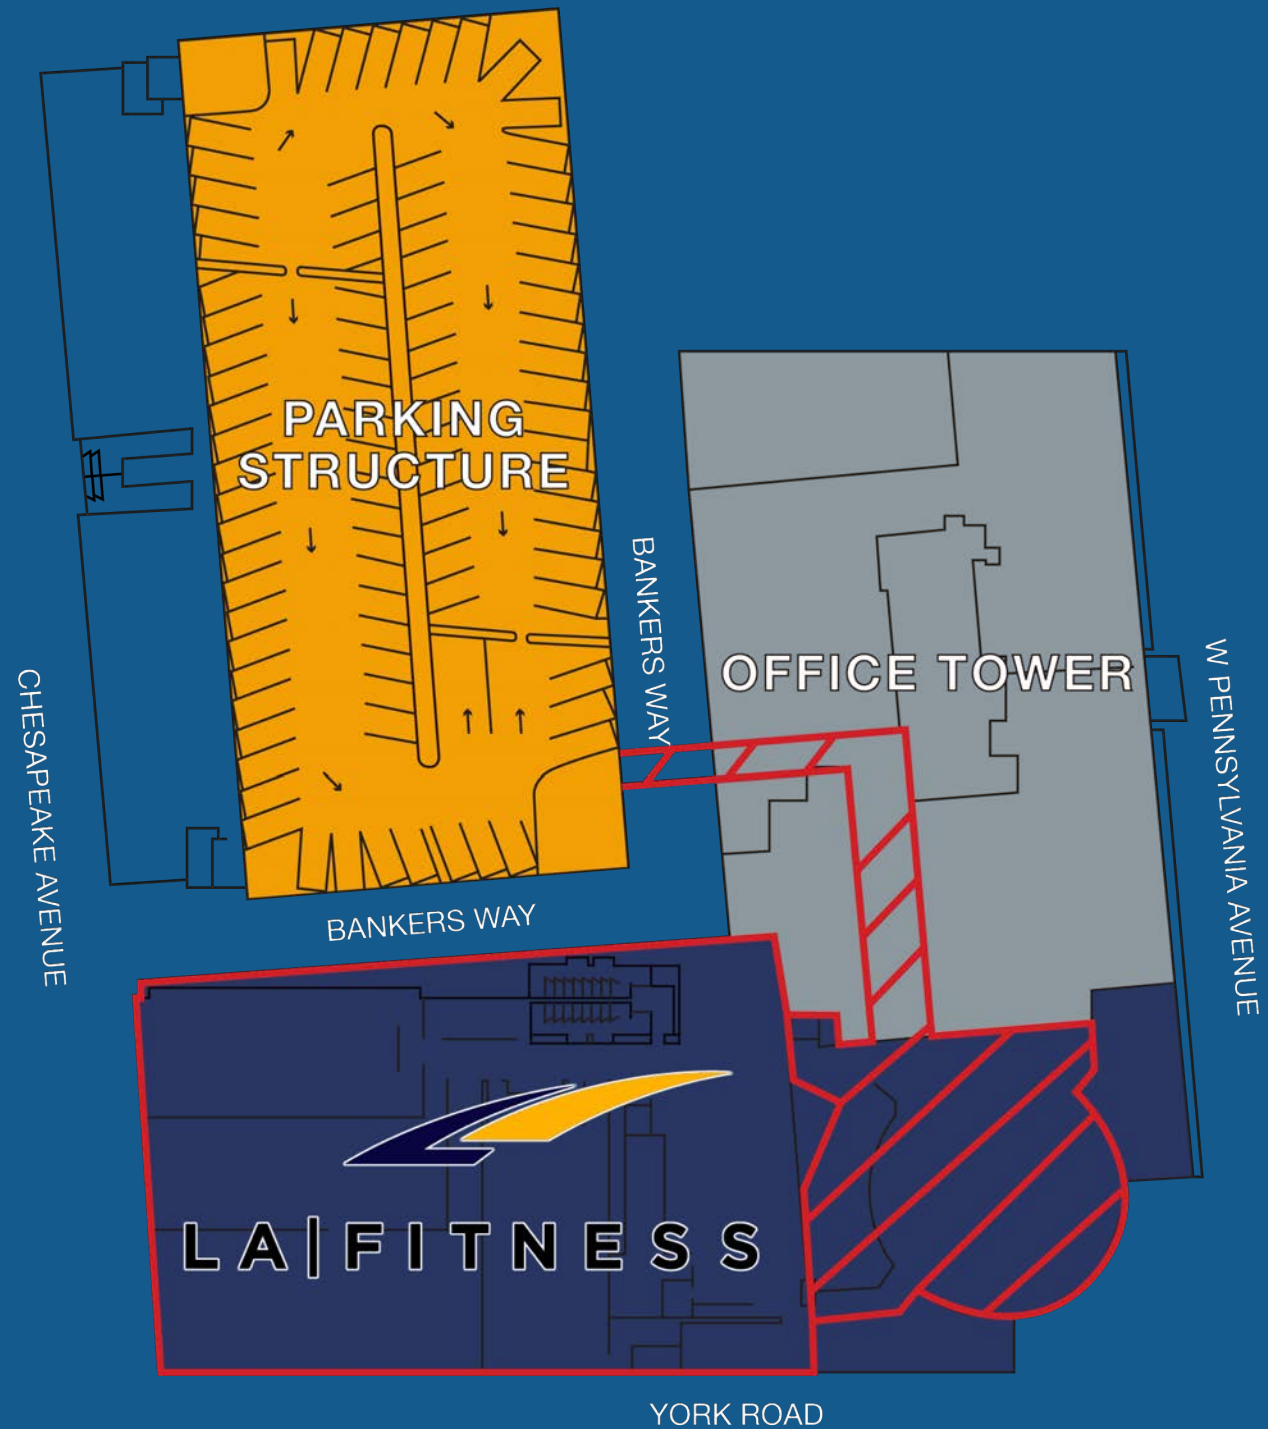 PARKING
STRUCTURE
BANKERS WAY
OFFICE TOWER
W PENNSYLVANIA AVENUE
CHESAPEAKE AVENUE
BANKERS WAY
LA|FITNESS
YORK ROAD